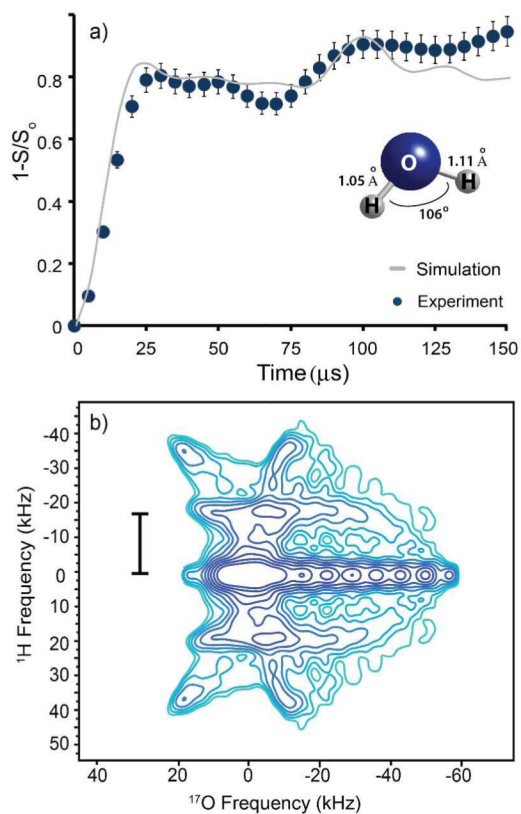 a)
1-S/So
0.8
0.6
0.4
0.2
0
0 25 50 75 100 125 150
Time (μs)
O
H
H
1.05 Å
1.11 Å
106°
Simulation
Experiment
b)
¹H Frequency (kHz)
-40
-30
-20
-10
0
10
20
30
40
50
40 20 0 -20 -40 -60
¹⁷O Frequency (kHz)